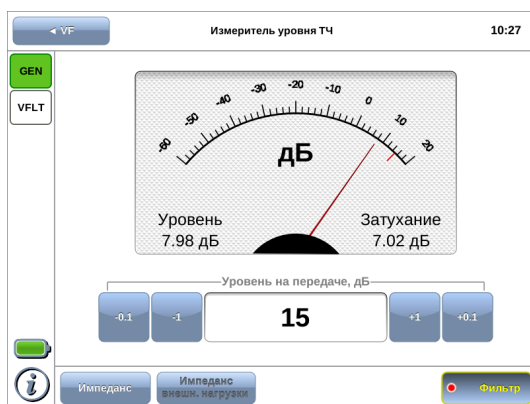 ◄ VF
Измеритель уровня ТЧ
10:27
GEN
VFLT
-60
-50
-40
-30
-20
-10
0
10
20
дБ
Уровень
7.98 дБ
Затухание
7.02 дБ
Уровень на передаче, дБ
-0.1
-1
15
+1
+0.1
i
Импеданс
Импеданс
внешн. нагрузки
Фильтр